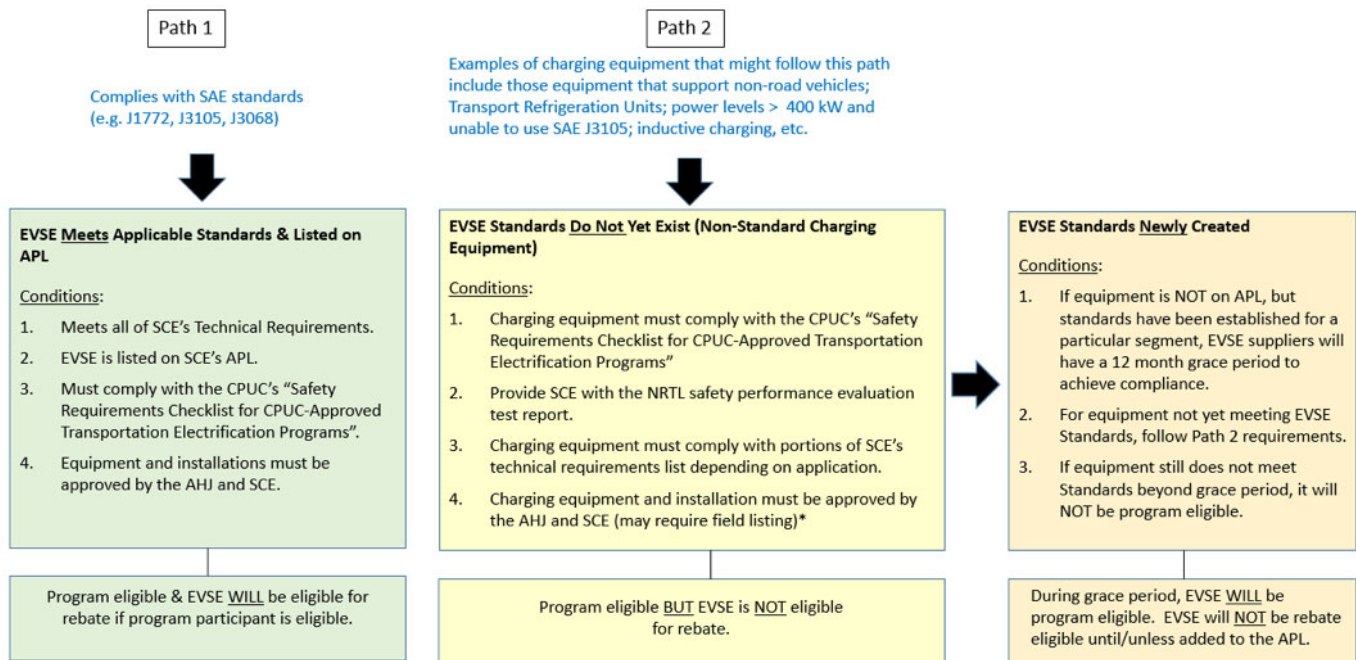 Path 1
Complies with SAE standards
(e.g. J1772, J3105, J3068)
EVSE Meets Applicable Standards & Listed on
APL
Conditions:
1. Meets all of SCE's Technical Requirements.
2. EVSE is listed on SCE's APL.
3. Must comply with the CPUC's "Safety
Requirements Checklist for CPUC-Approved
Transportation Electrification Programs".
4. Equipment and installations must be
approved by the AHJ and SCE.
Program eligible & EVSE WILL be eligible for
rebate if program participant is eligible.
Path 2
Examples of charging equipment that might follow this path
include those equipment that support non-road vehicles;
Transport Refrigeration Units; power levels > 400 kW and
unable to use SAE J3105; inductive charging, etc.
EVSE Standards Do Not Yet Exist (Non-Standard Charging
Equipment)
Conditions:
1. Charging equipment must comply with the CPUC's "Safety
Requirements Checklist for CPUC-Approved Transportation
Electrification Programs"
2. Provide SCE with the NRTL safety performance evaluation
test report.
3. Charging equipment must comply with portions of SCE's
technical requirements list depending on application.
4. Charging equipment and installation must be approved by
the AHJ and SCE (may require field listing)*
Program eligible BUT EVSE is NOT eligible
for rebate.
EVSE Standards Newly Created
Conditions:
1. If equipment is NOT on APL, but
standards have been established for a
particular segment, EVSE suppliers will
have a 12 month grace period to
achieve compliance.
2. For equipment not yet meeting EVSE
Standards, follow Path 2 requirements.
3. If equipment still does not meet
Standards beyond grace period, it will
NOT be program eligible.
During grace period, EVSE WILL be
program eligible. EVSE will NOT be rebate
eligible until/unless added to the APL.